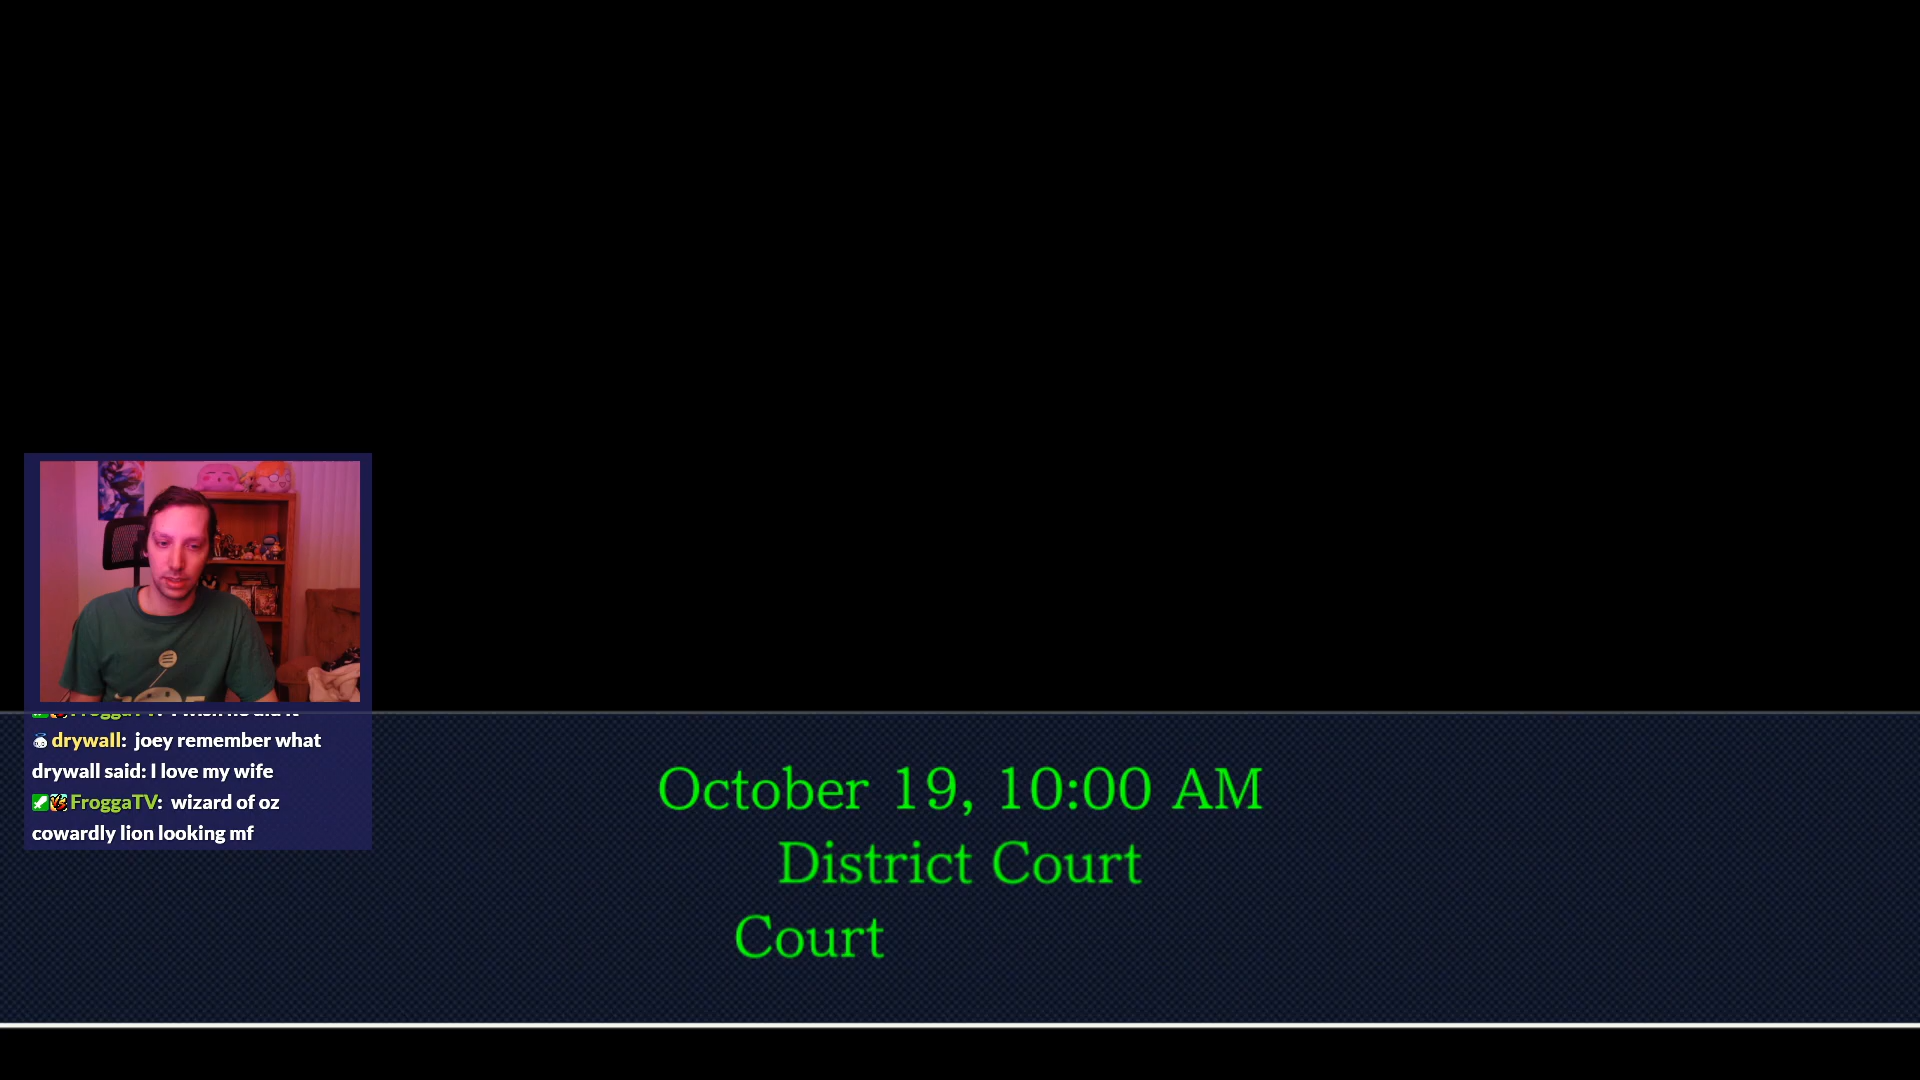 drywall: joey remember what
drywall said: I love my wife
FroggaTV: wizard of oz
cowardly lion looking mf
October 19, 10:00 AM
District Court
Court